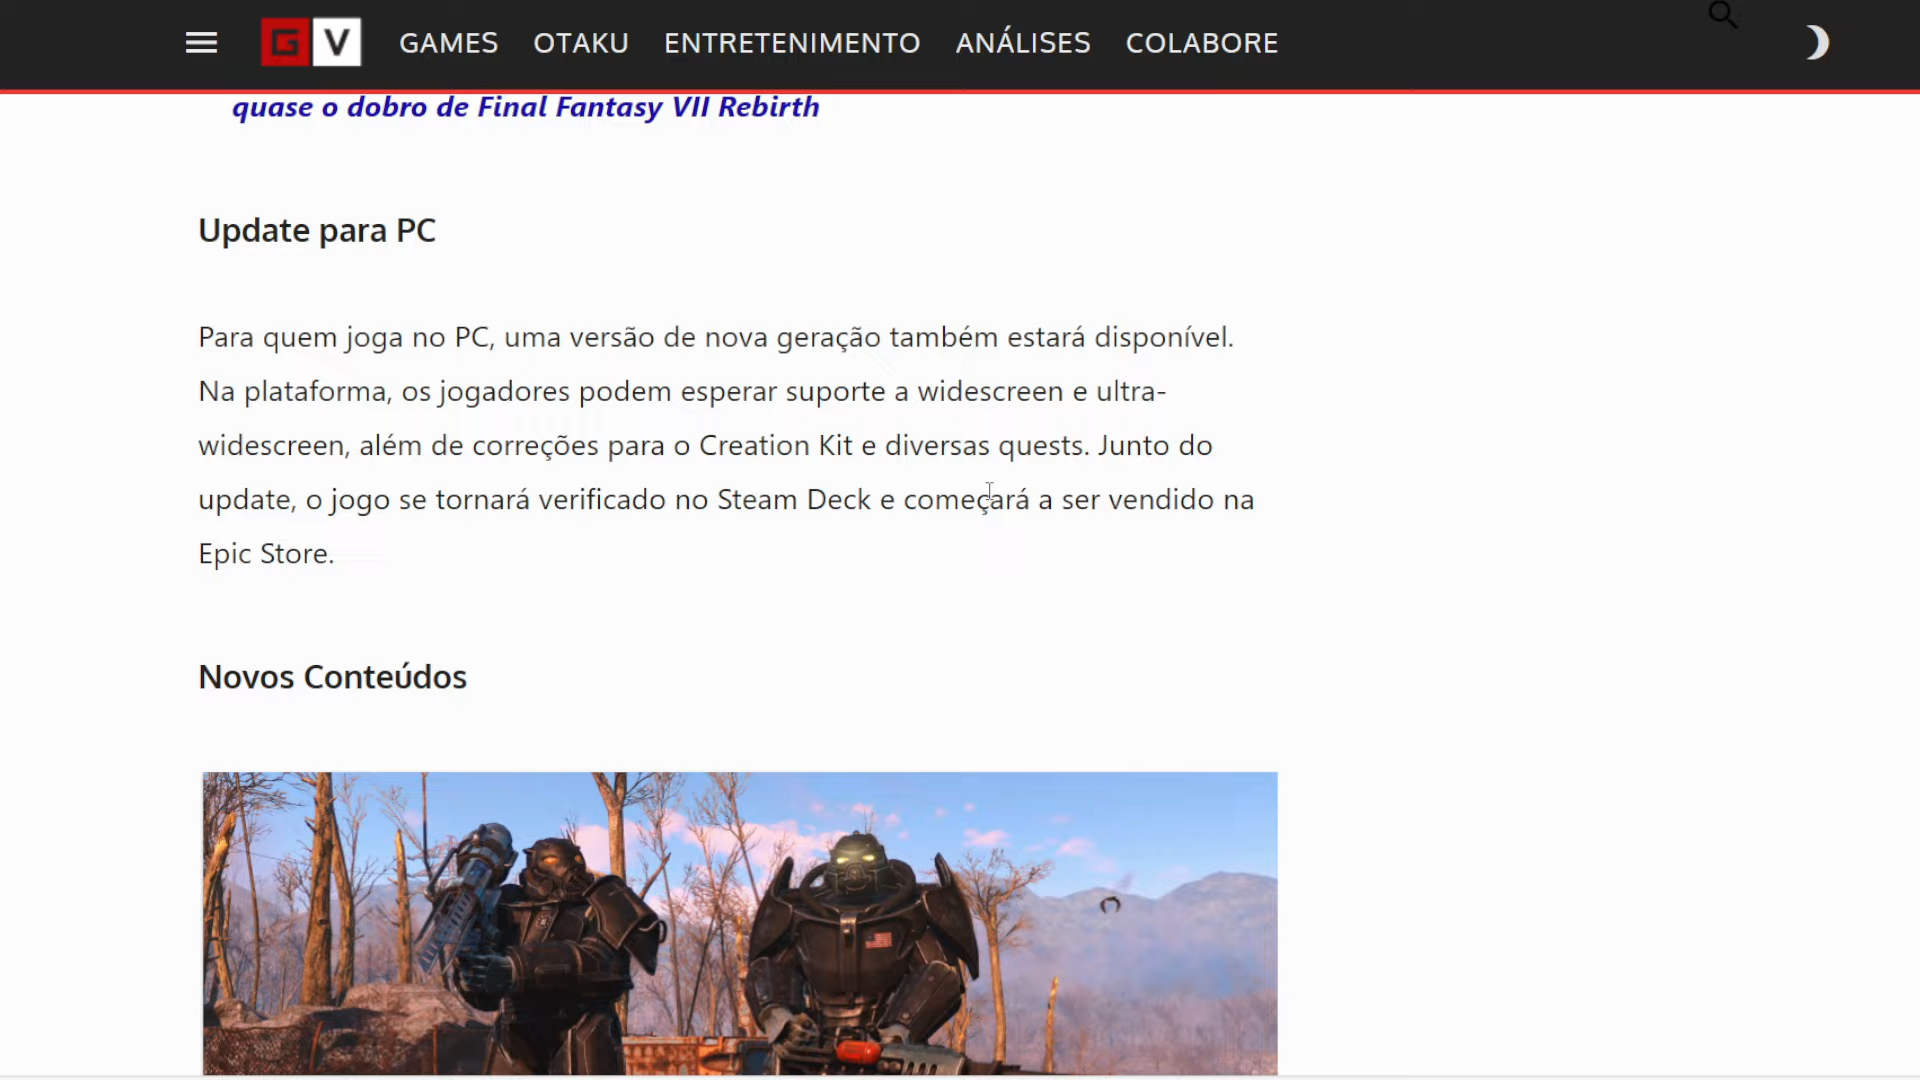 G V GAMES OTAKU ENTRETENIMENTO ANÁLISES COLABORE
quase o dobro de Final Fantasy VII Rebirth
Update para PC
Para quem joga no PC, uma versão de nova geração também estará disponível.
Na plataforma, os jogadores podem esperar suporte a widescreen e ultra-
widescreen, além de correções para o Creation Kit e diversas quests. Junto do
update, o jogo se tornará verificado no Steam Deck e começará a ser vendido na
Epic Store.
Novos Conteúdos